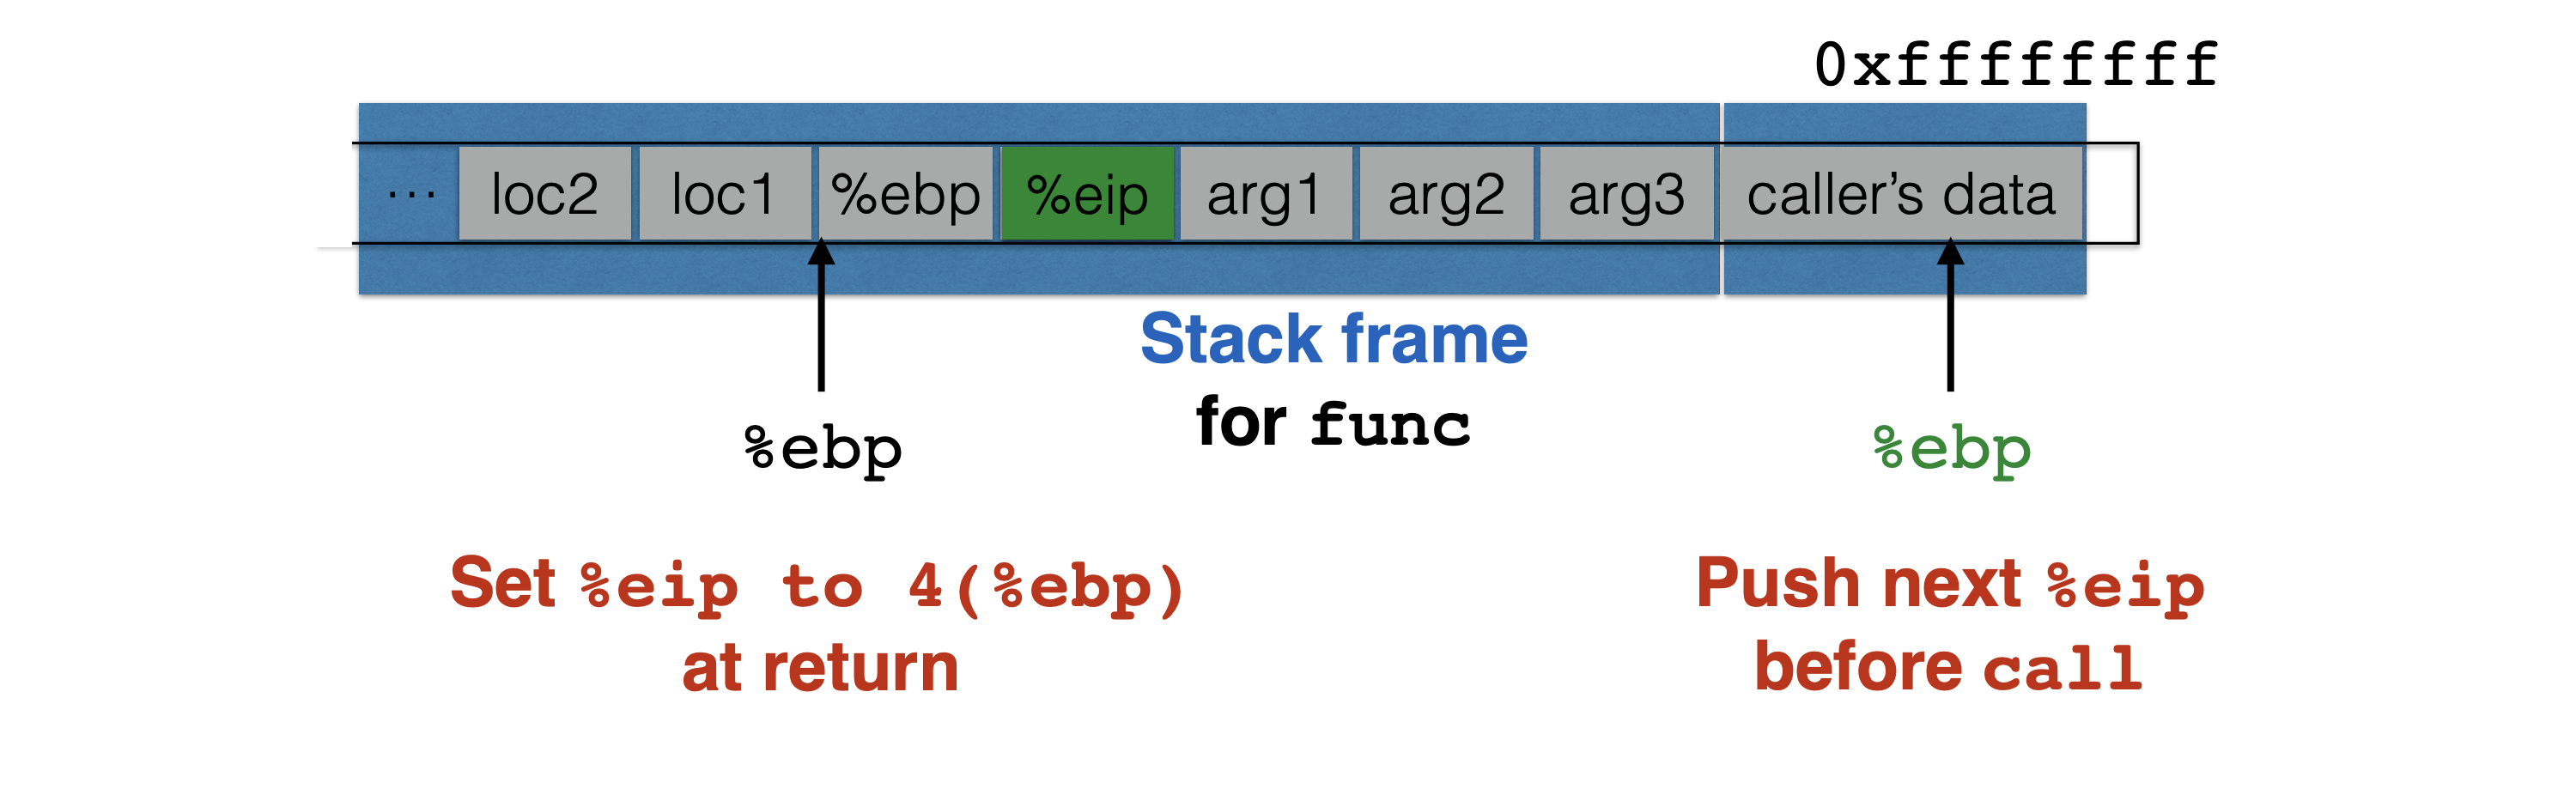 0xffffffff
… loc2 loc1 %ebp %eip arg1 arg2 arg3 caller’s data
Stack frame
for func
%ebp
%ebp
Set %eip to 4(%ebp)
at return
Push next %eip
before call